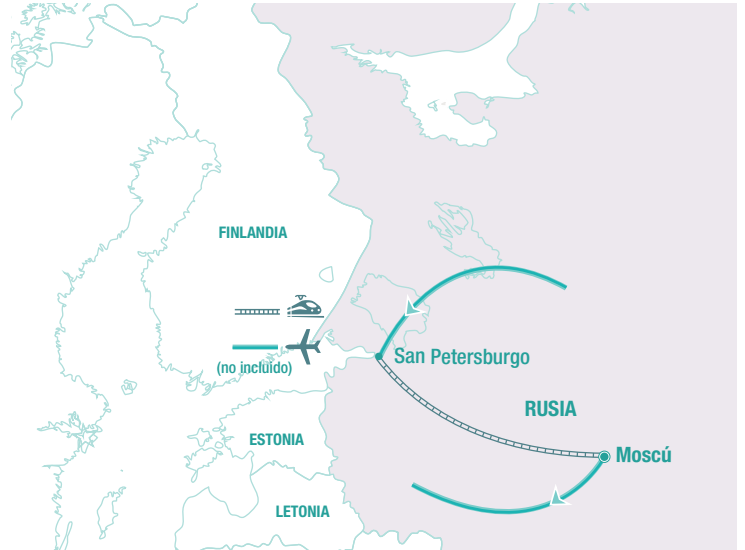 FINLANDIA
(no incluido)
San Petersburgo
RUSIA
ESTONIA
Moscú
LETONIA